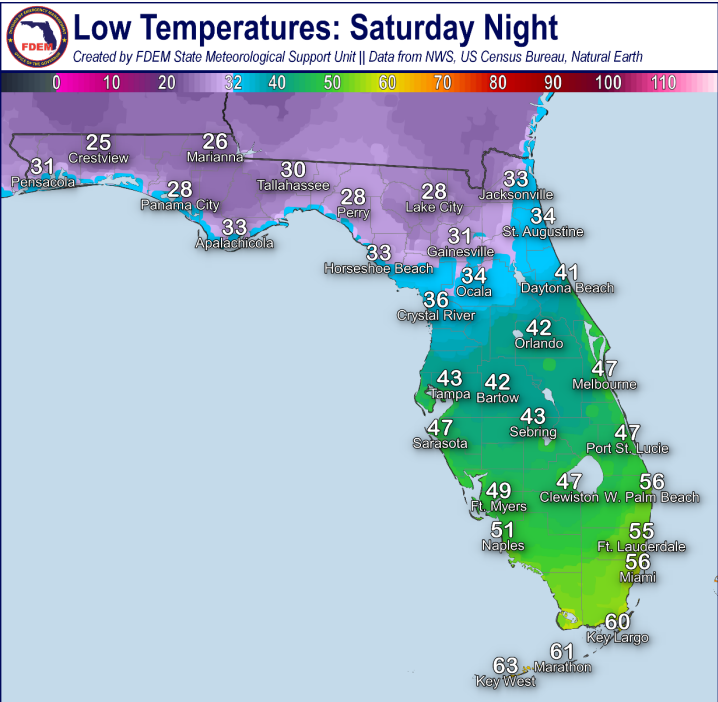 Low Temperatures: Saturday Night
FDEM
Created by FDEM State Meteorological Support Unit || Data from NWS, US Census Bureau, Natural Earth
0 10 20 32 40 50 60 70 80 90 100 110
25
Crestview
26
Marianna
31
Pensacola
30
Tallahassee
28
Panama City
28
Perry
28
Lake City
33
Jacksonville
33
Apalachicola
34
St. Augustine
31
Gainesville
33
Horseshoe Beach
34
Ocala
41
Daytona Beach
36
Crystal River
42
Orlando
43
Tampa
42
Bartow
47
Melbourne
43
Sebring
47
Sarasota
47
Port St. Lucie
49
Ft. Myers
47
Clewiston
56
W. Palm Beach
51
Naples
55
Ft. Lauderdale
56
Miami
60
Key Largo
61
Marathon
63
Key West